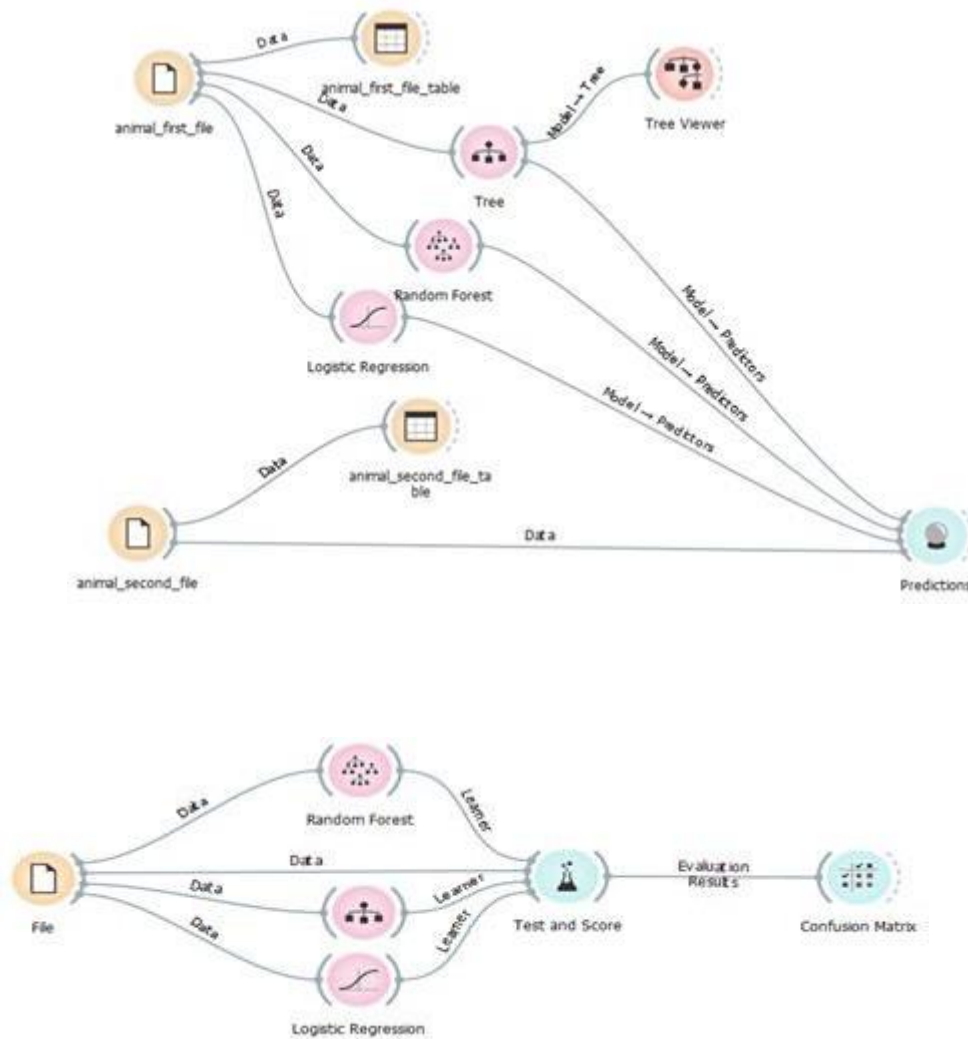 Data
animal_first_file_table
animal_first_file
Data
Model → Tree
Tree Viewer
Data
Tree
Data
Random Forest
Model → Predictors
Logistic Regression
Model → Predictors
Model → Predictors
Data
animal_second_file_ta
ble
Data
animal_second_file
Predictions
Data
Random Forest
Learner
Data
Evaluation
Results
Data
Learner
File
Data
Learner
Test and Score
Confusion Matrix
Logistic Regression